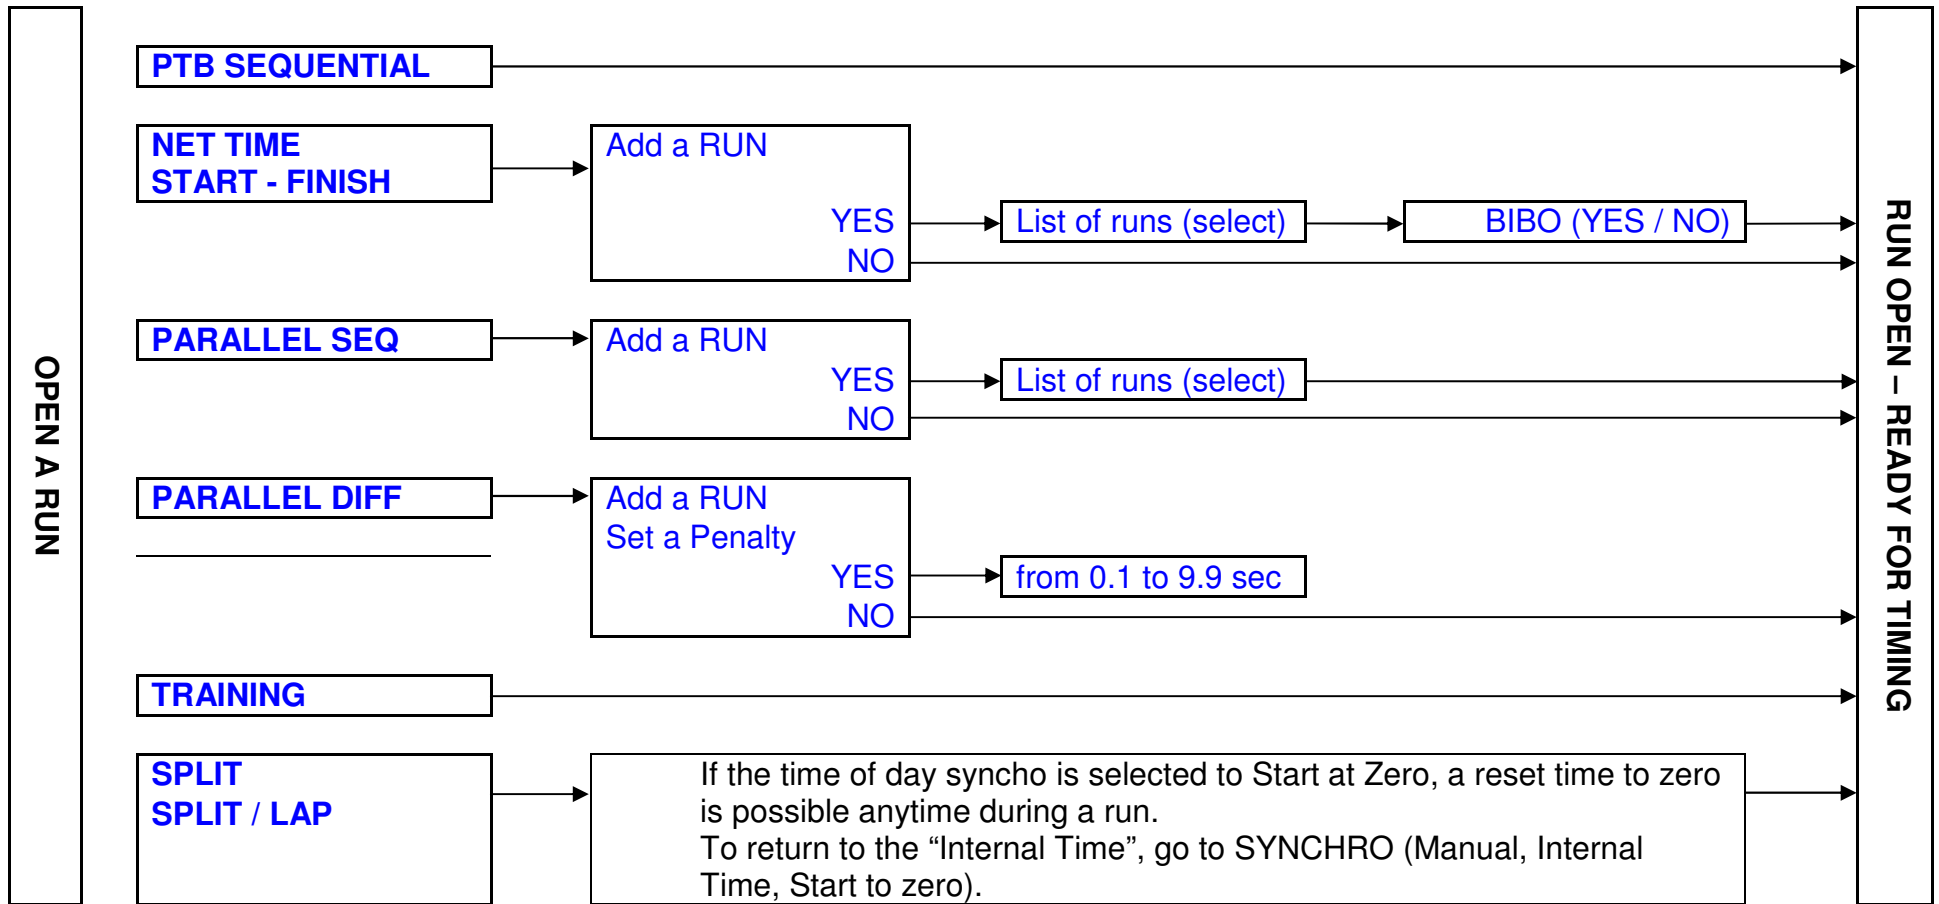 OPEN A RUN
PTB SEQUENTIAL
NET TIME
START - FINISH
Add a RUN
YES
List of runs (select)
BIBO (YES / NO)
NO
PARALLEL SEQ
Add a RUN
YES
List of runs (select)
NO
PARALLEL DIFF
Add a RUN
Set a Penalty
YES
from 0.1 to 9.9 sec
NO
TRAINING
SPLIT
SPLIT / LAP
If the time of day syncho is selected to Start at Zero, a reset time to zero
is possible anytime during a run.
To return to the “Internal Time”, go to SYNCHRO (Manual, Internal
Time, Start to zero).
RUN OPEN – READY FOR TIMING